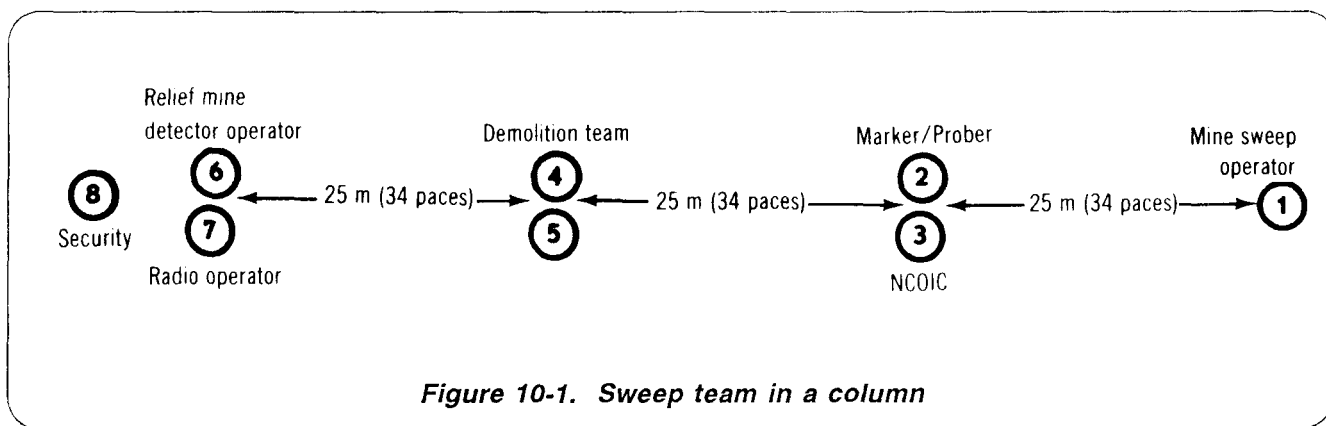 Relief mine
detector operator
Demolition team
Marker/Prober
Mine sweep
operator
6
4
2
8
25 m (34 paces)
25 m (34 paces)
25 m (34 paces)
1
7
5
3
Security
Radio operator
NCOIC
Figure 10-1. Sweep team in a column